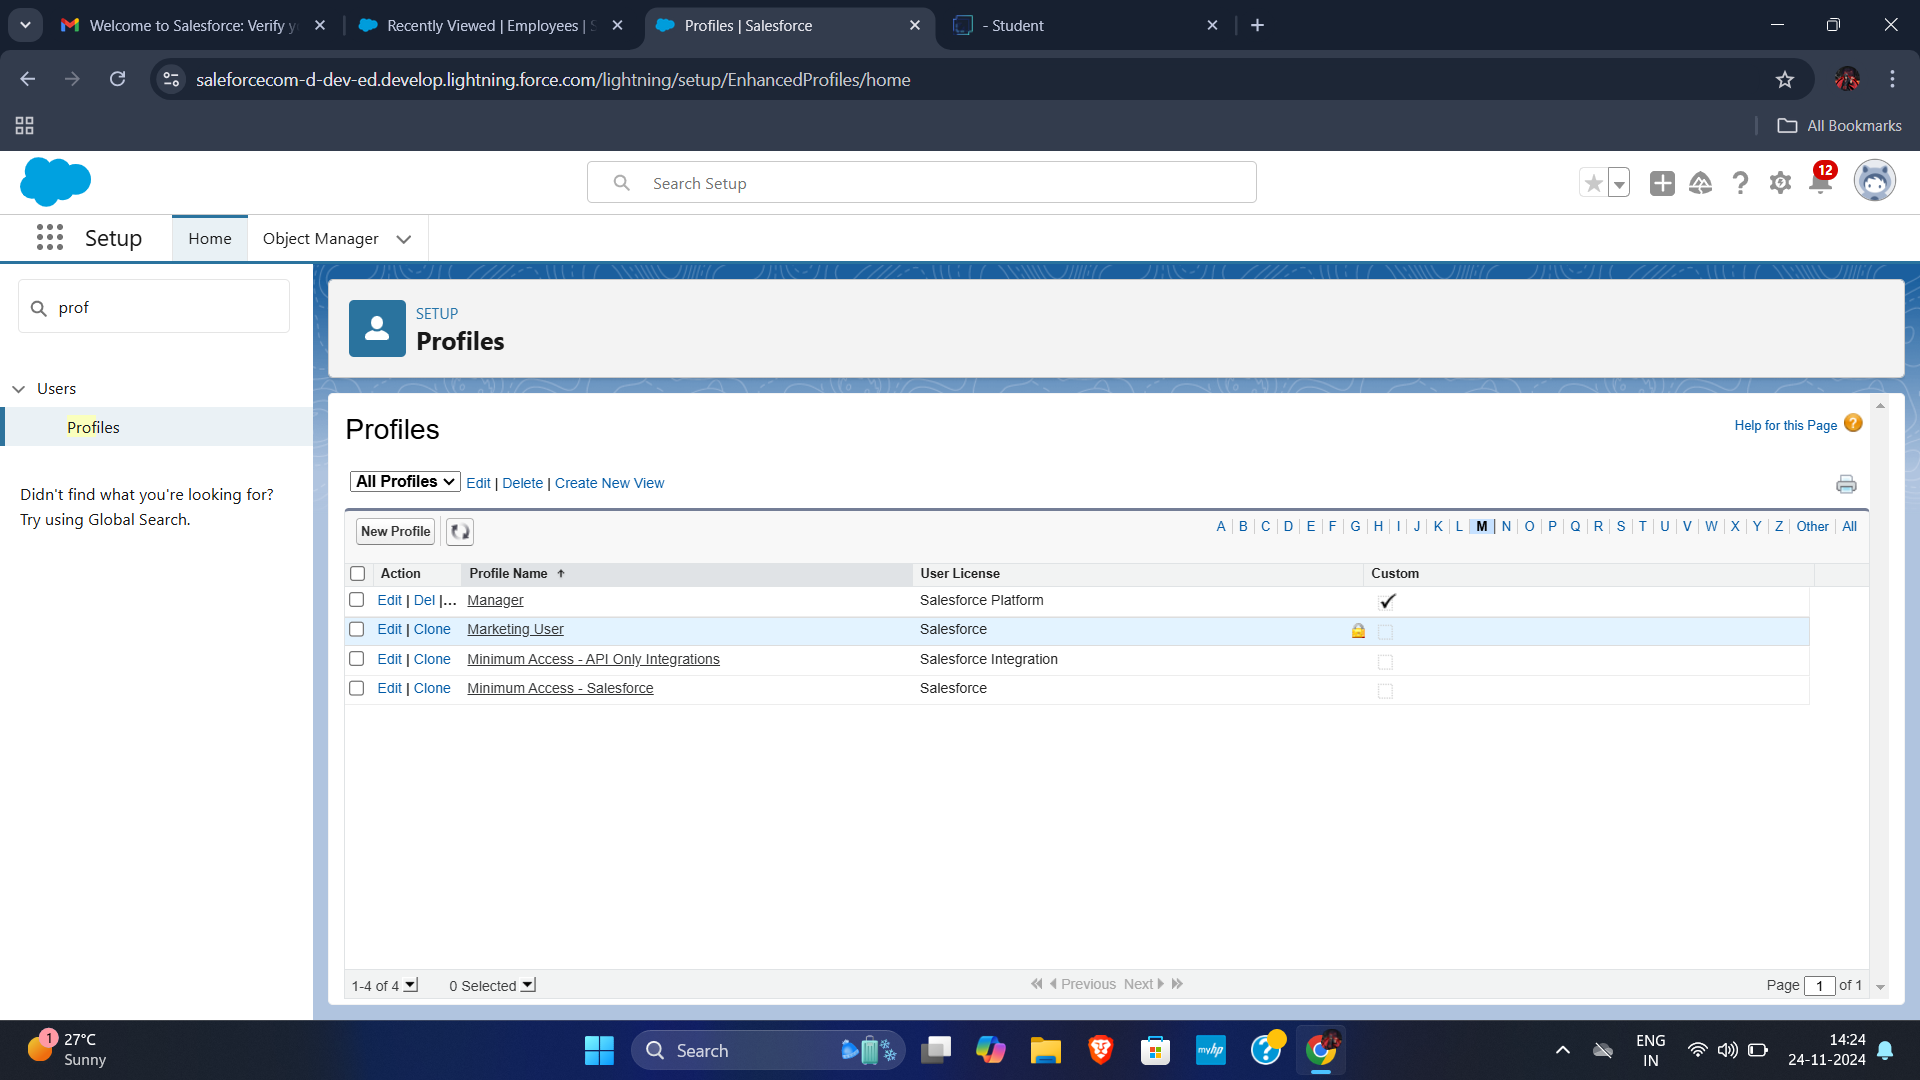 Welcome to Salesforce: Verify y
Recently Viewed | Employees | S
Profiles | Salesforce
- Student
saleforcecom-d-dev-ed.develop.lightning.force.com/lightning/setup/EnhancedProfiles/home
All Bookmarks
Search Setup
12
Setup
Home
Object Manager
prof
Users
Profiles
Didn't find what you're looking for?
Try using Global Search.
SETUP
Profiles
Profiles
Help for this Page
All Profiles Edit | Delete | Create New View
New Profile
A | B | C | D | E | F | G | H | I | J | K | L | M | N | O | P | Q | R | S | T | U | V | W | X | Y | Z | Other | All
Action Profile Name User License Custom
Edit | Del |... Manager Salesforce Platform
Edit | Clone Marketing User Salesforce
Edit | Clone Minimum Access - API Only Integrations Salesforce Integration
Edit | Clone Minimum Access - Salesforce Salesforce
1-4 of 4 0 Selected Previous Next Page 1 of 1
1
27°C
Sunny
Search
myhp
ENG
IN
14:24
24-11-2024